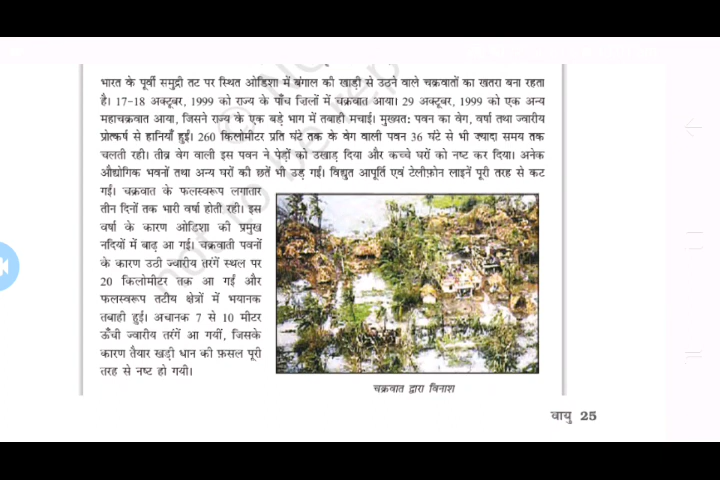 भारत के पूर्वी समुद्री तट पर स्थित ओडिशा में बंगाल की खाड़ी से उठने वाले चक्रवातों का खतरा बना रहता
है। 17-18 अक्टूबर, 1999 को राज्य के पाँच ज़िलों में चक्रवात आया। 29 अक्टूबर, 1999 को एक अन्य
महाचक्रवात आया, जिसने राज्य के एक बड़े भाग में तबाही मचाई। मुख्यतः पवन का वेग, वर्षा तथा ज्वारीय
प्रोत्कर्ष से हानियाँ हुईं। 260 किलोमीटर प्रति घंटे तक के वेग वाली पवन 36 घंटे से भी ज्यादा समय तक
चलती रही। तीव्र वेग वाली इस पवन ने पेड़ों को उखाड़ दिया और कच्चे घरों को नष्ट कर दिया। अनेक
औद्योगिक भवनों तथा अन्य घरों की छतें भी उड़ गईं। विद्युत आपूर्ति एवं टेलीफ़ोन लाइनें पूरी तरह से कट
गईं। चक्रवात के फलस्वरूप लगातार
तीन दिनों तक भारी वर्षा होती रही। इस
वर्षा के कारण ओडिशा की प्रमुख
नदियों में बाढ़ आ गई। चक्रवाती पवनों
के कारण उठी ज्वारीय तरंगें स्थल पर
20 किलोमीटर तक आ गईं और
फलस्वरूप तटीय क्षेत्रों में भयानक
तबाही हुई। अचानक 7 से 10 मीटर
ऊँची ज्वारीय तरंगें आ गयीं, जिसके
कारण तैयार खड़ी धान की फ़सल पूरी
तरह से नष्ट हो गयी।
चक्रवात द्वारा विनाश
वायु 25